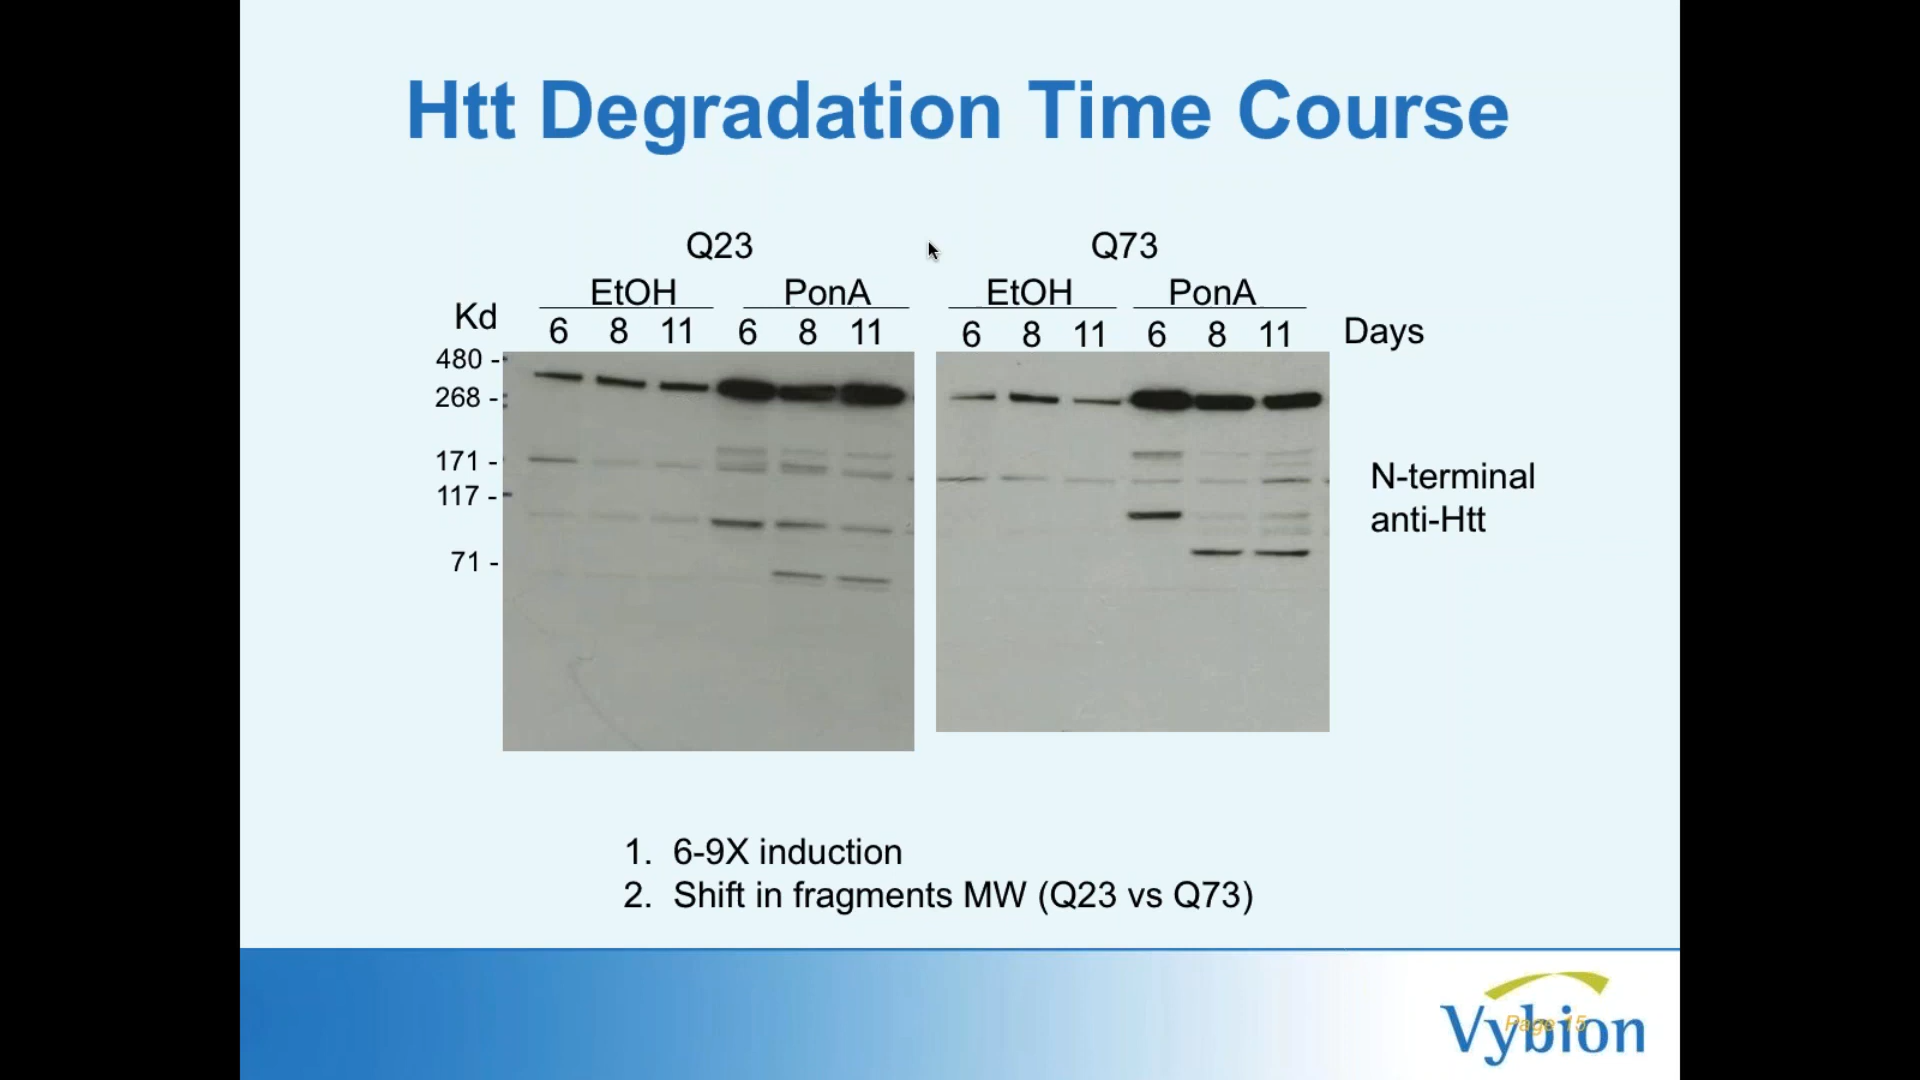 Htt Degradation Time Course
Q23 Q73
EtOH PonA EtOH PonA
Kd 6 8 11 6 8 11 6 8 11 6 8 11 Days
480 -
268 -
171 -
117 -
71 -
N-terminal
anti-Htt
1. 6-9X induction
2. Shift in fragments MW (Q23 vs Q73)
Vybion
Page 15